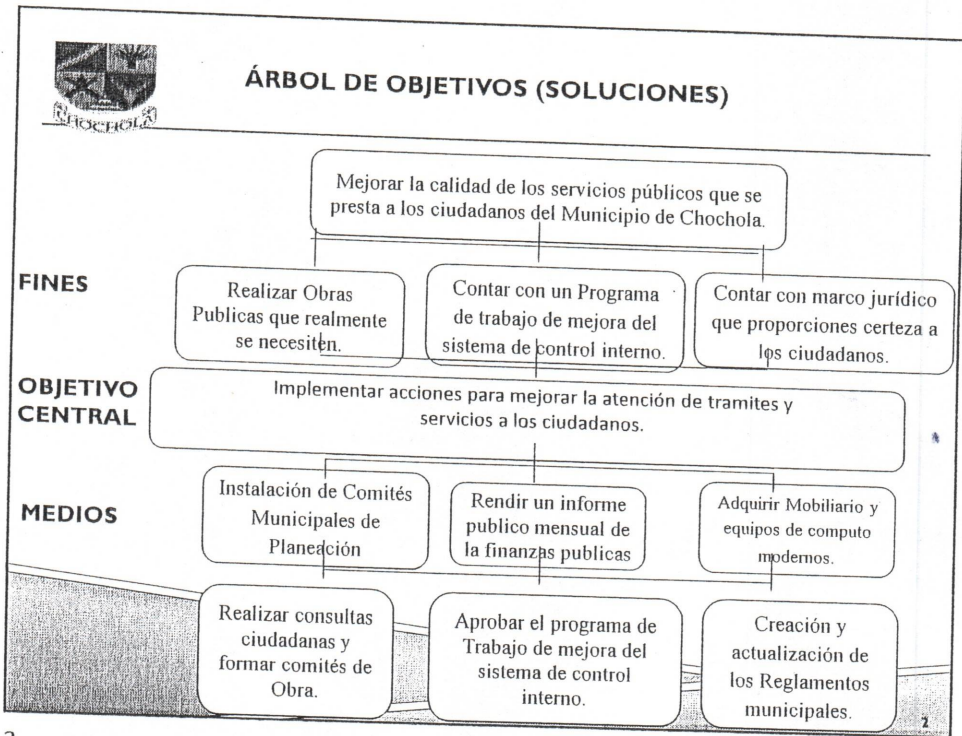 CHOCHOLÁ
ÁRBOL DE OBJETIVOS (SOLUCIONES)
Mejorar la calidad de los servicios públicos que se
presta a los ciudadanos del Municipio de Chochola.
FINES
Realizar Obras
Publicas que realmente
se necesiten.
Contar con un Programa
de trabajo de mejora del
sistema de control interno.
Contar con marco jurídico
que proporciones certeza a
los ciudadanos.
OBJETIVO
CENTRAL
Implementar acciones para mejorar la atención de tramites y
servicios a los ciudadanos.
MEDIOS
Instalación de Comités
Municipales de
Planeación
Rendir un informe
publico mensual de
la finanzas publicas
Adquirir Mobiliario y
equipos de computo
modernos.
Realizar consultas
ciudadanas y
formar comités de
Obra.
Aprobar el programa de
Trabajo de mejora del
sistema de control
interno.
Creación y
actualización de
los Reglamentos
municipales.
2